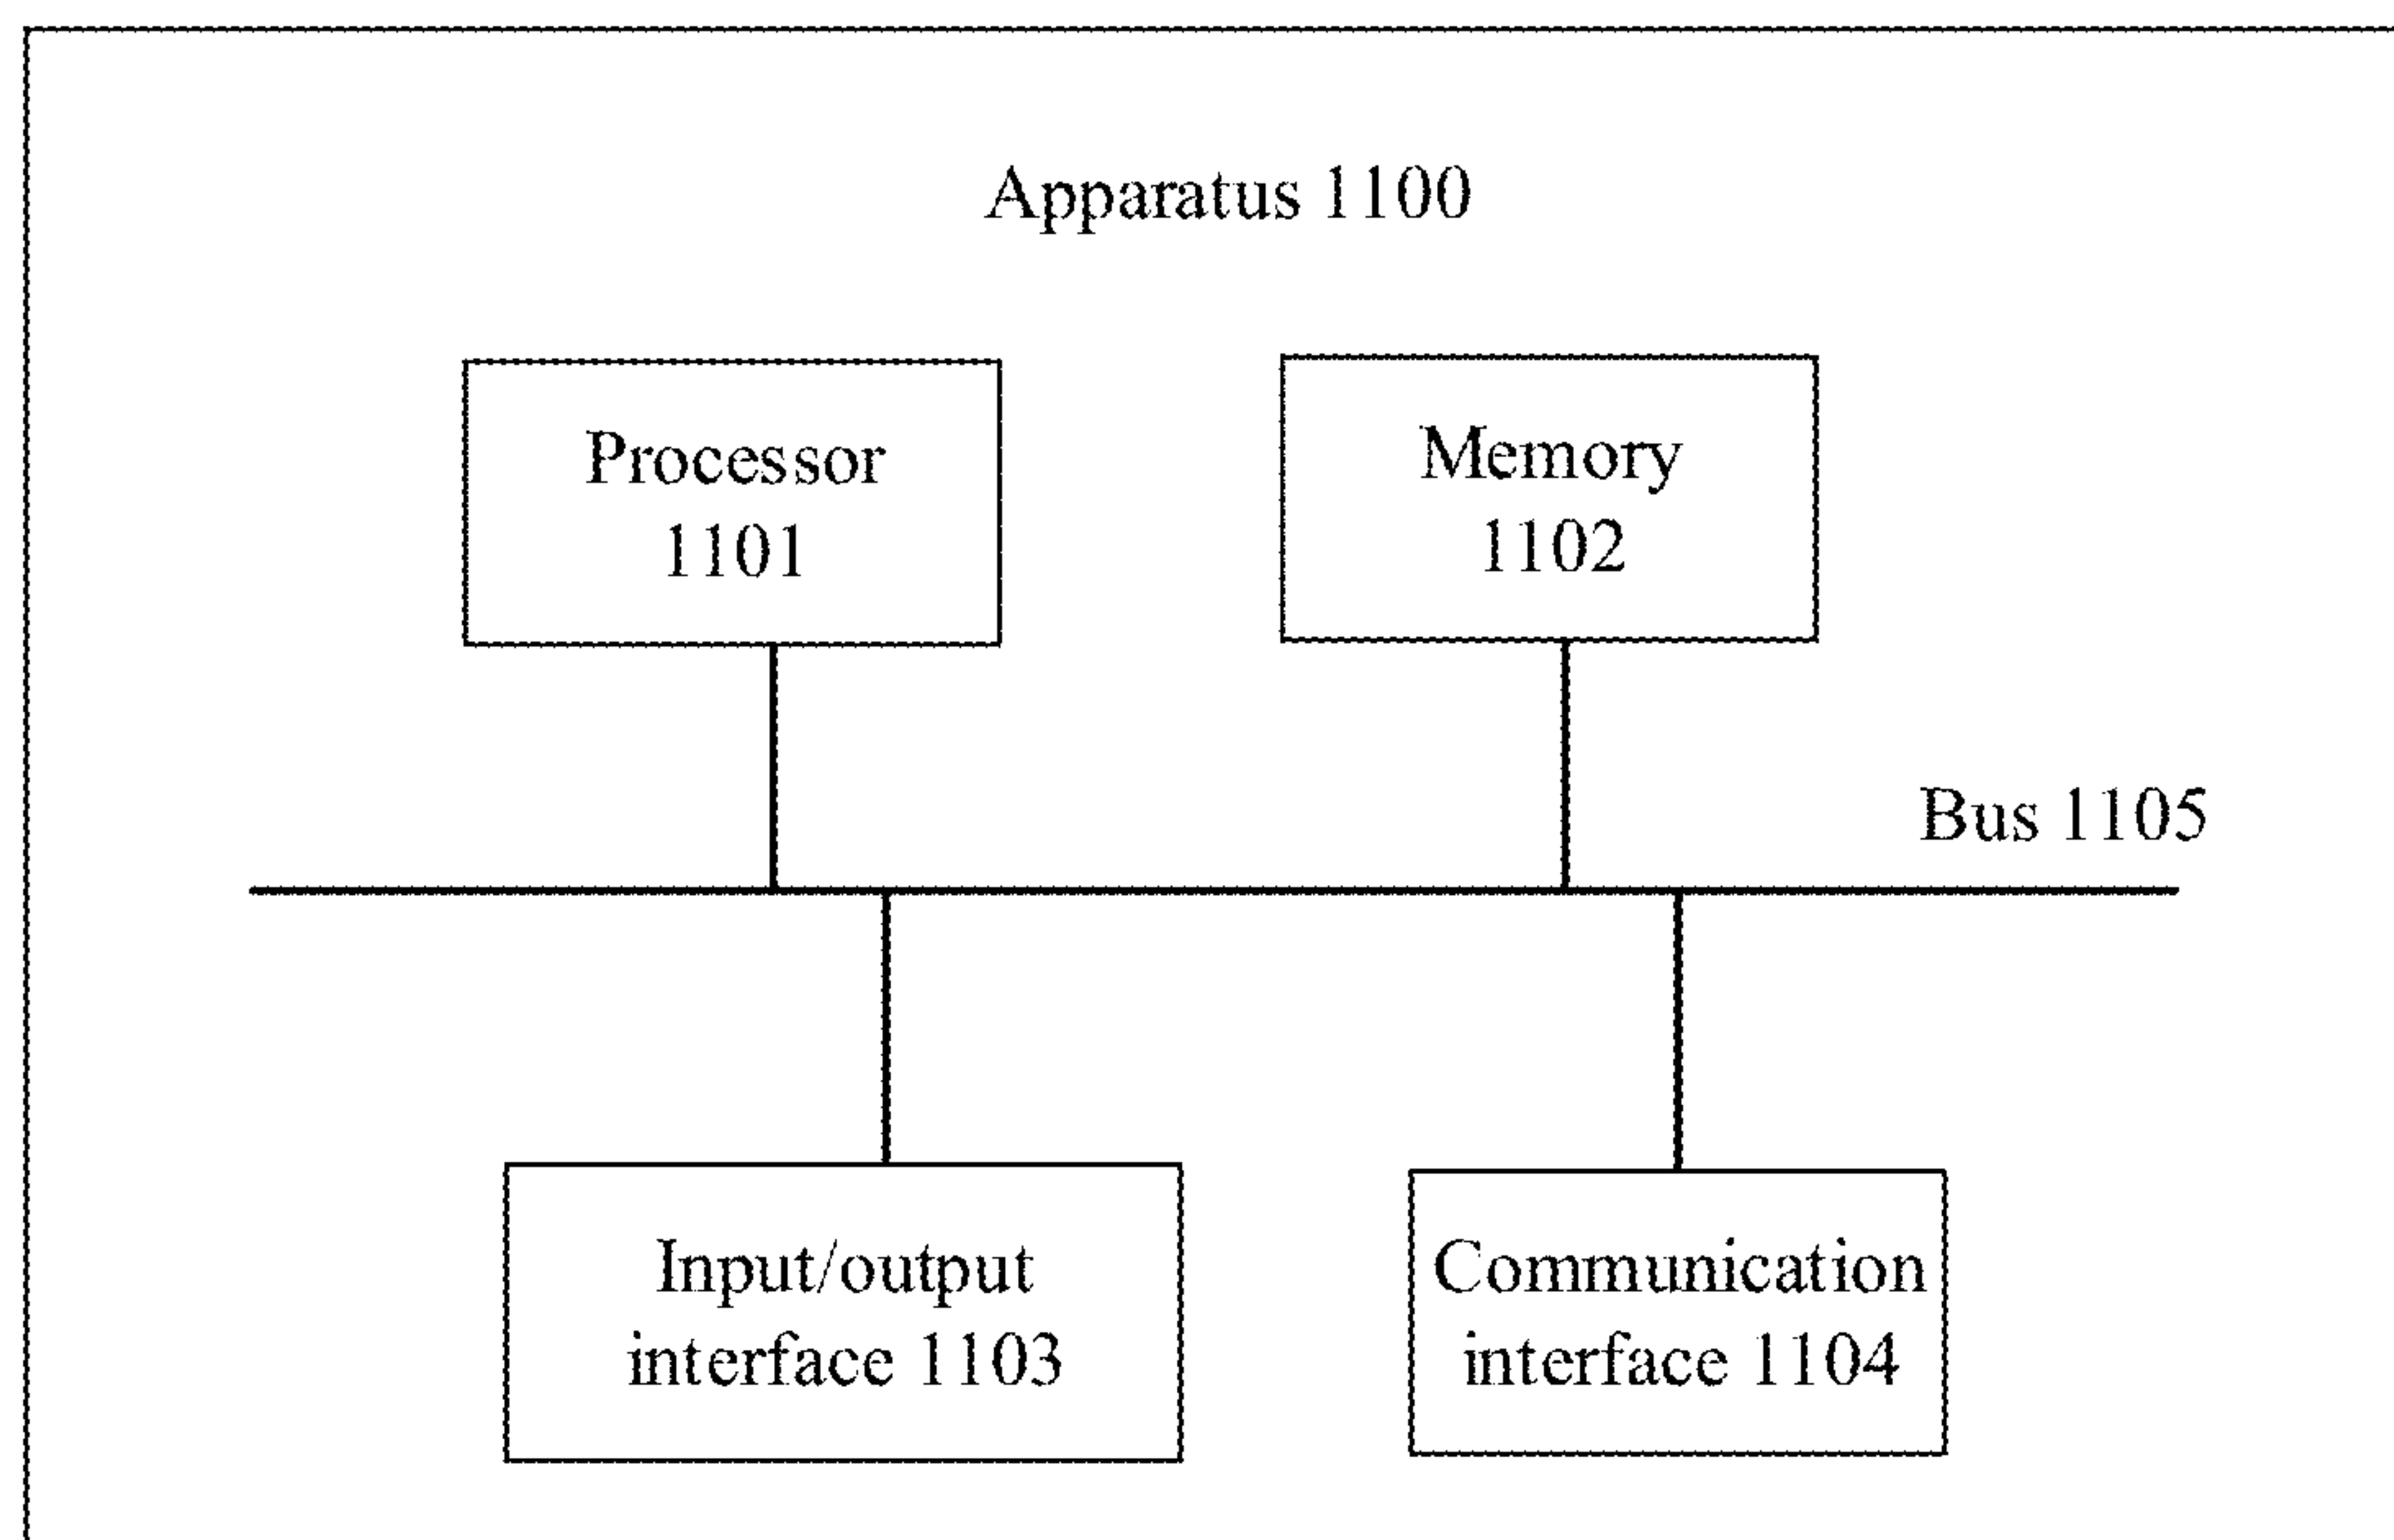 Apparatus 1100
Processor
1101
Memory
1102
Bus 1105
Input/output
interface 1103
Communication
interface 1104